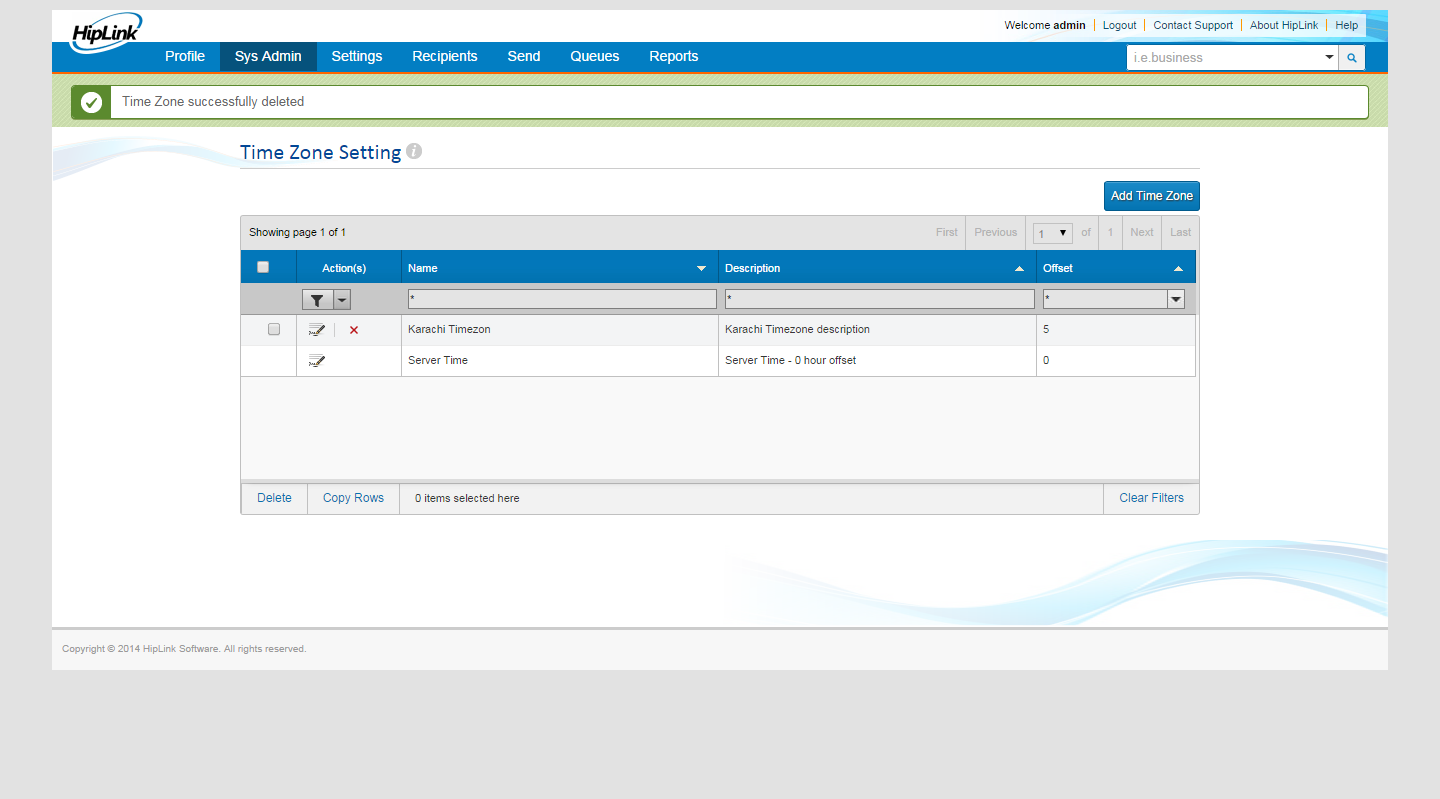 HipLink
Welcome admin Logout Contact Support About HipLink Help
Profile Sys Admin Settings Recipients Send Queues Reports i.e.business
Time Zone successfully deleted
Time Zone Setting i
Add Time Zone
Showing page 1 of 1 First Previous 1 of 1 Next Last
Action(s) Name Description Offset
* * *
Karachi Timezon Karachi Timezone description 5
Server Time Server Time - 0 hour offset 0
Delete Copy Rows 0 items selected here Clear Filters
Copyright © 2014 HipLink Software. All rights reserved.